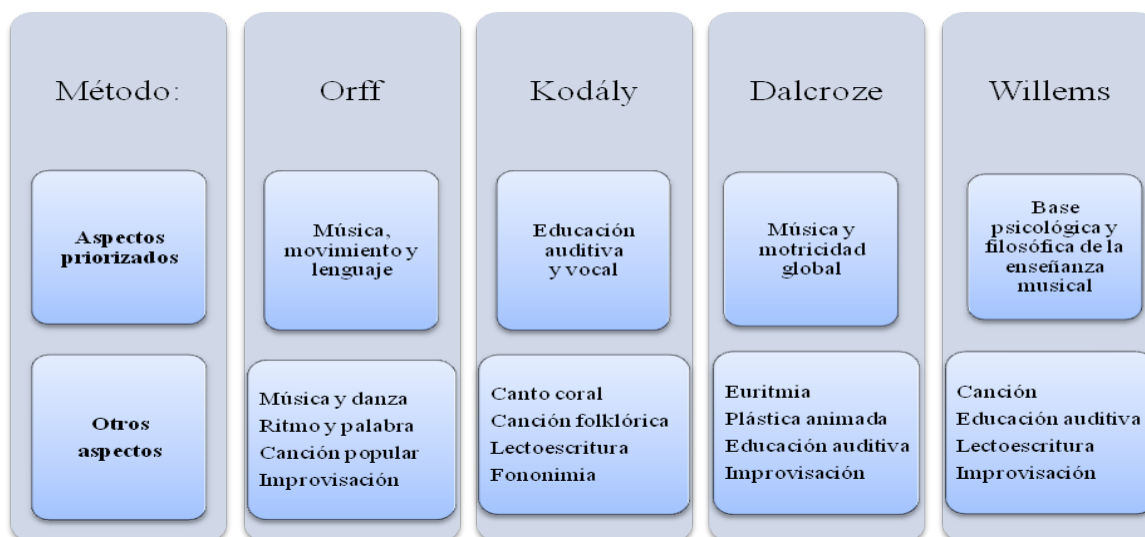 Método:
Orff
Kodály
Dalcroze
Willems
Aspectos
priorizados
Música,
movimiento y
lenguaje
Educación
auditiva
y vocal
Música y
motricidad
global
Base
psicológica y
filosófica de la
enseñanza
musical
Otros
aspectos
Música y danza
Ritmo y palabra
Canción popular
Improvisación
Canto coral
Canción folklórica
Lectoescritura
Fononimia
Euritmia
Plástica animada
Educación auditiva
Improvisación
Canción
Educación auditiva
Lectoescritura
Improvisación